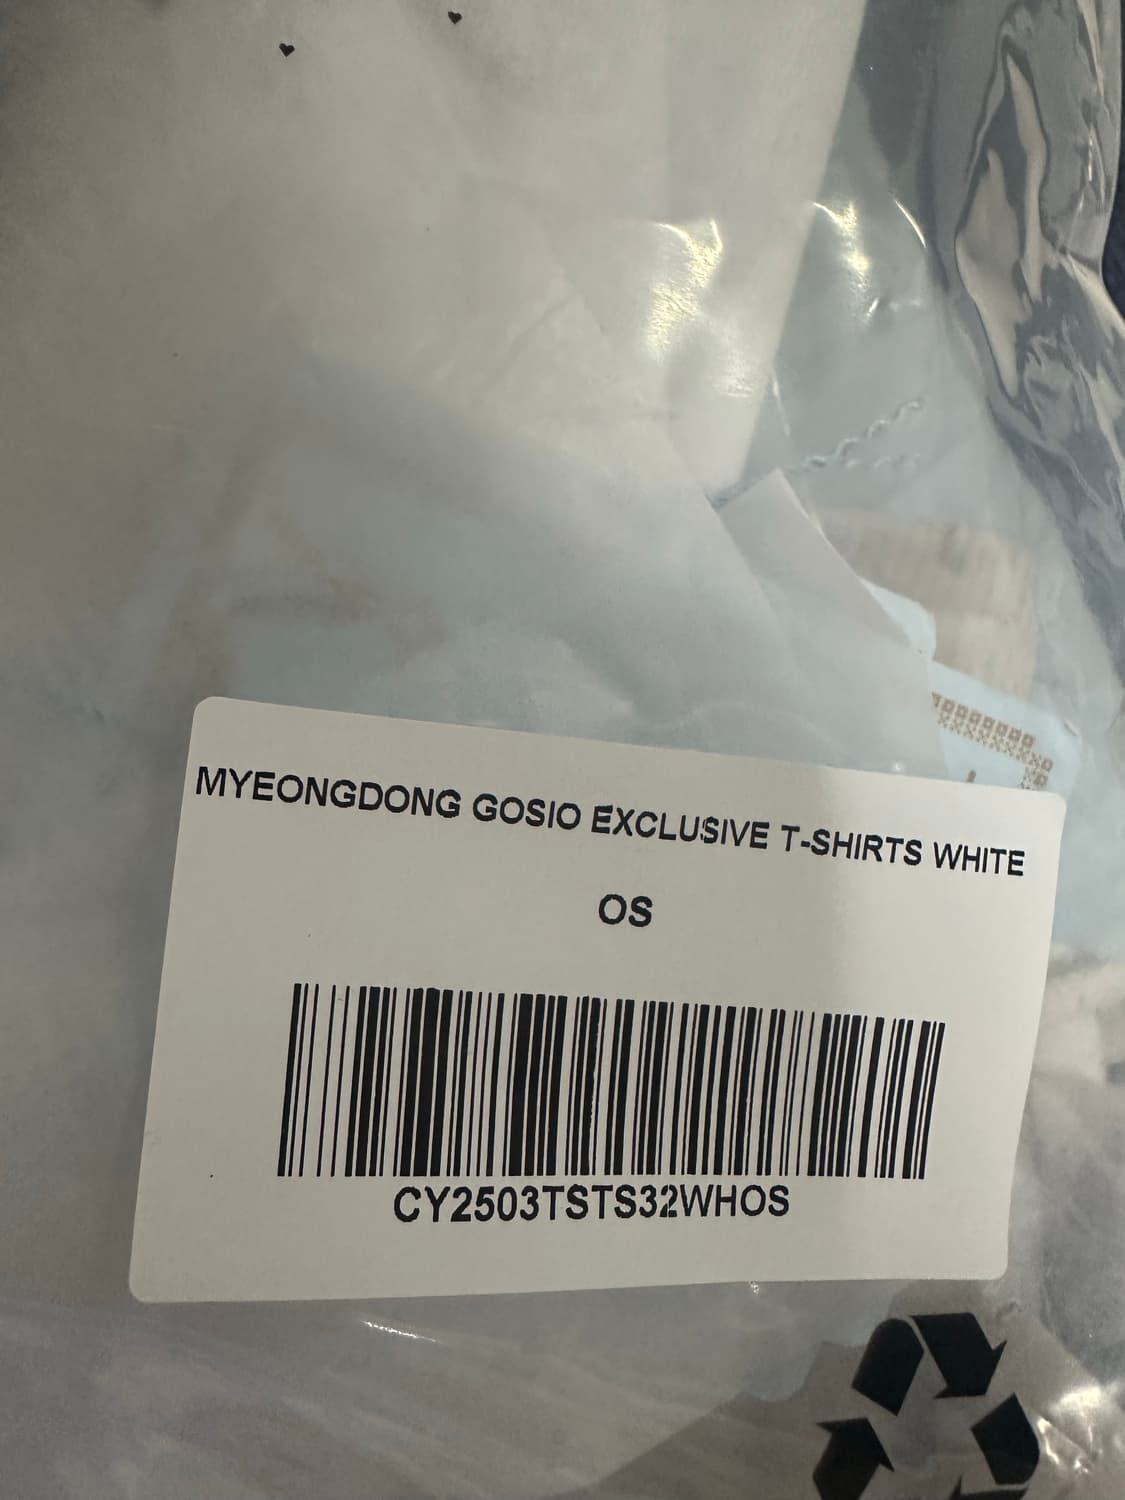 MYEONGDONG GOSIO EXCLUSIVE T-SHIRTS WHITE
OS
CY2503TSTS32WHOS